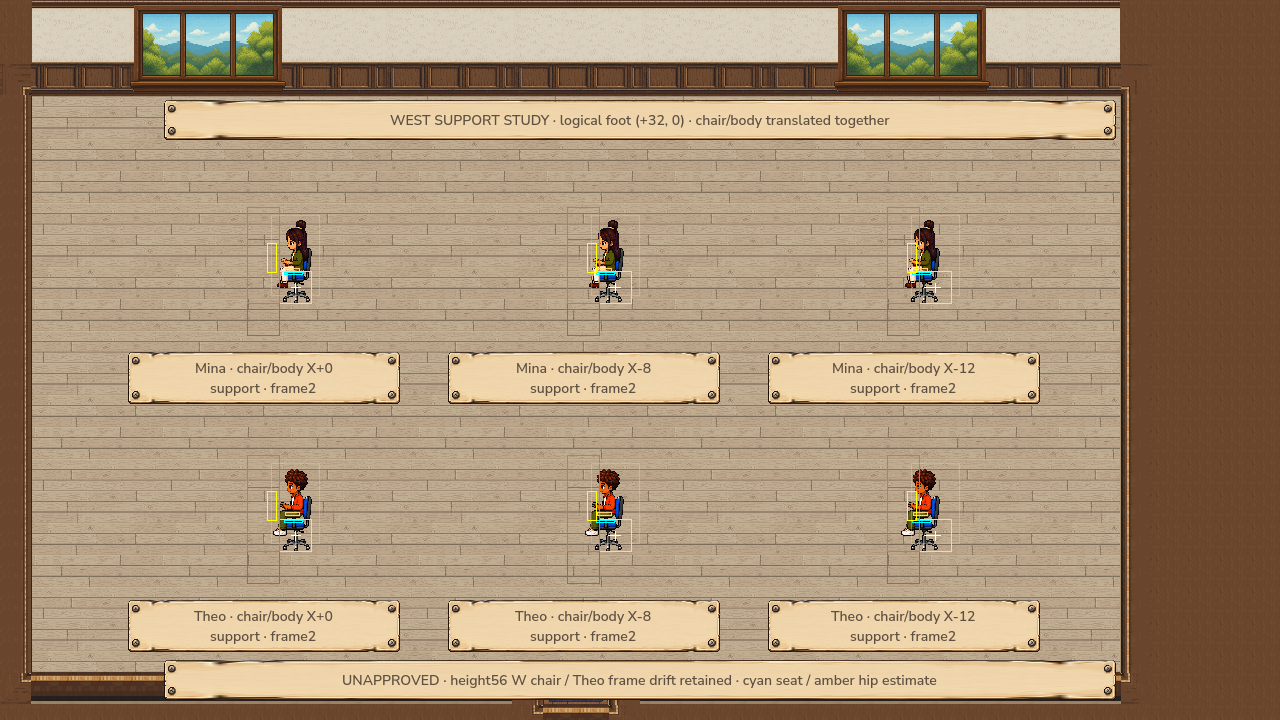 WEST SUPPORT STUDY · logical foot (+32, 0) · chair/body translated together
Mina · chair/body X+0
support · frame2
Mina · chair/body X-8
support · frame2
Mina · chair/body X-12
support · frame2
Theo · chair/body X+0
support · frame2
Theo · chair/body X-8
support · frame2
Theo · chair/body X-12
support · frame2
UNAPPROVED · height56 W chair / Theo frame drift retained · cyan seat / amber hip estimate